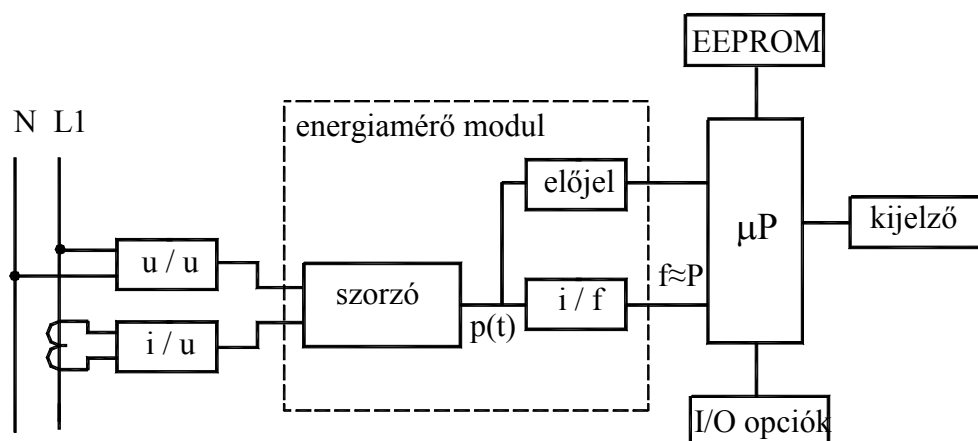 EEPROM
N L1
energiamérő modul
előjel
μP
kijelző
u / u
szorzó
i / f
f≈P
p(t)
i / u
I/O opciók